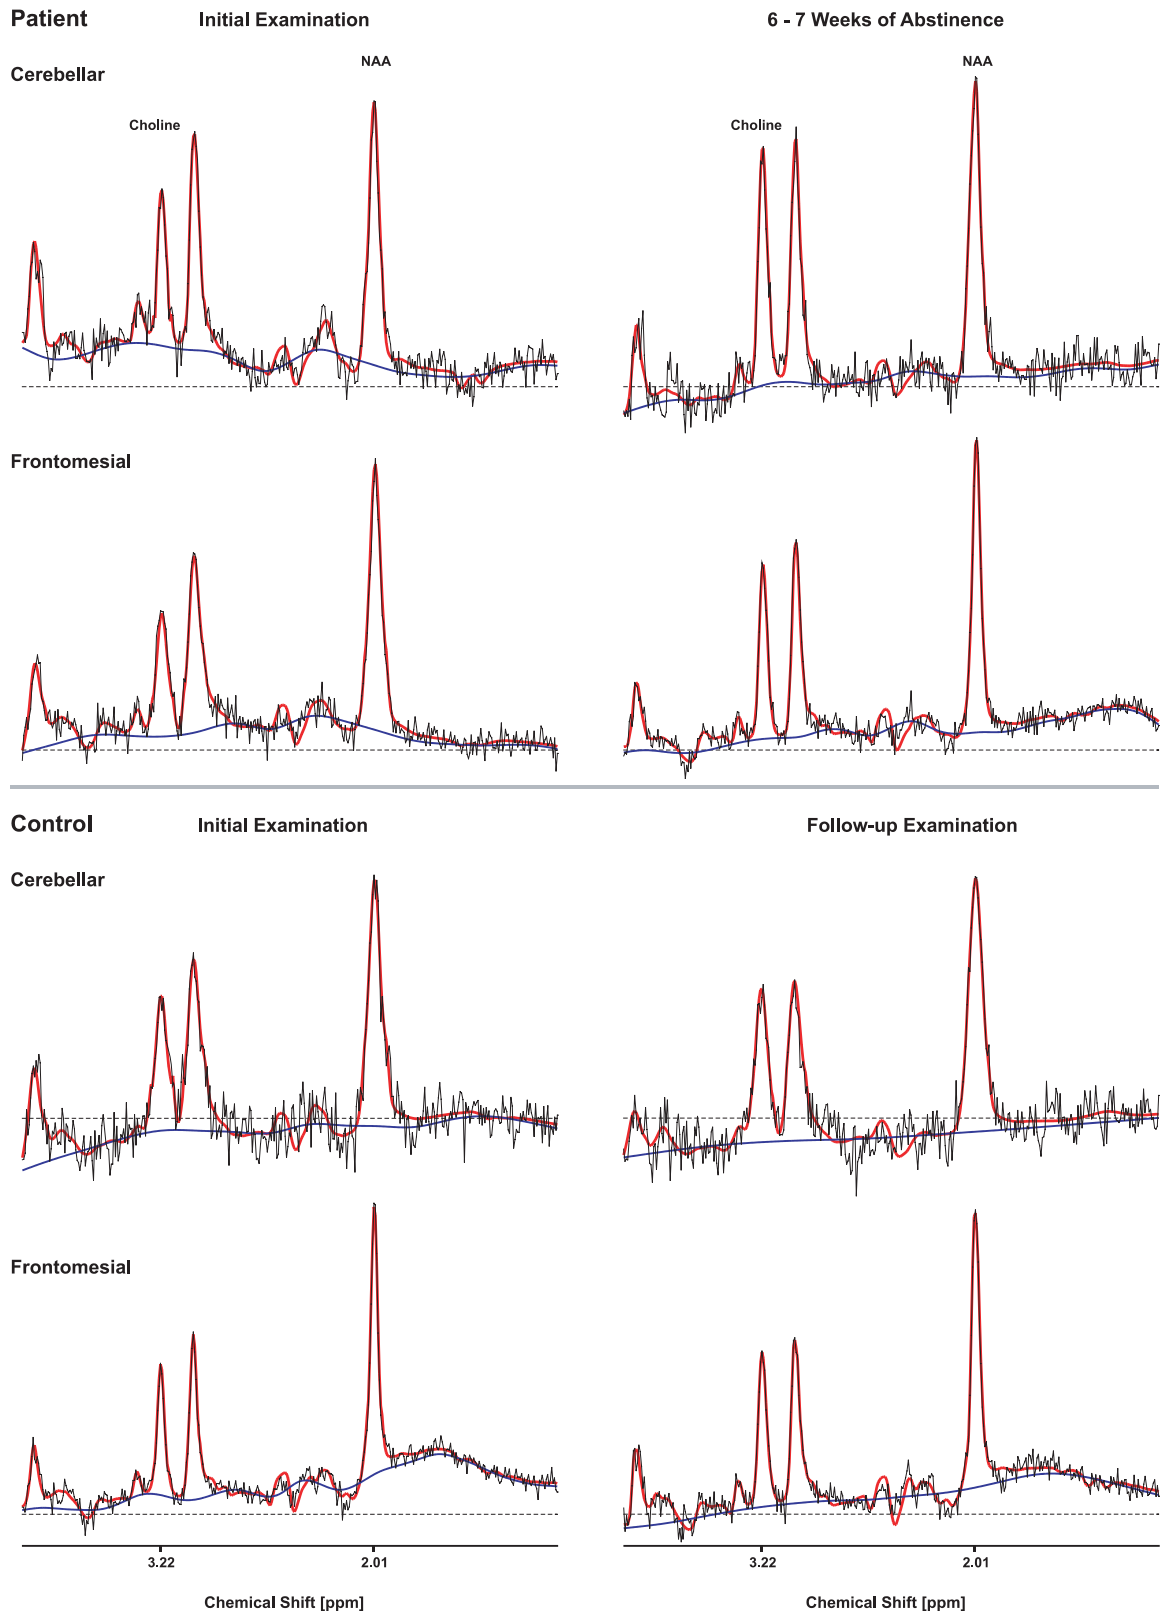 Patient Initial Examination 6 - 7 Weeks of Abstinence
Cerebellar
NAA NAA
Choline Choline
Frontomesial
Control Initial Examination Follow-up Examination
Cerebellar
Frontomesial
3.22 2.01 3.22 2.01
Chemical Shift [ppm] Chemical Shift [ppm]